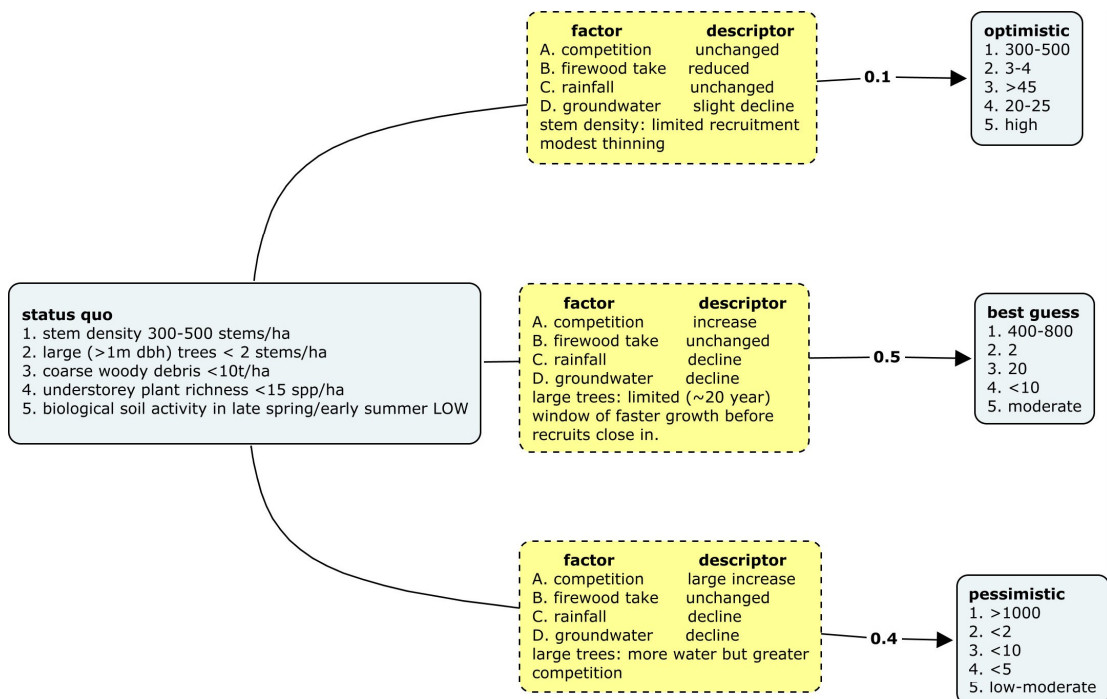 factor descriptor
A. competition unchanged
B. firewood take reduced
C. rainfall unchanged
D. groundwater slight decline
stem density: limited recruitment
modest thinning
0.1
optimistic
1. 300-500
2. 3-4
3. >45
4. 20-25
5. high
status quo
1. stem density 300-500 stems/ha
2. large (>1m dbh) trees < 2 stems/ha
3. coarse woody debris <10t/ha
4. understorey plant richness <15 spp/ha
5. biological soil activity in late spring/early summer LOW
factor descriptor
A. competition increase
B. firewood take unchanged
C. rainfall decline
D. groundwater decline
large trees: limited (~20 year)
window of faster growth before
recruits close in.
0.5
best guess
1. 400-800
2. 2
3. 20
4. <10
5. moderate
factor descriptor
A. competition large increase
B. firewood take unchanged
C. rainfall decline
D. groundwater decline
large trees: more water but greater
competition
0.4
pessimistic
1. >1000
2. <2
3. <10
4. <5
5. low-moderate